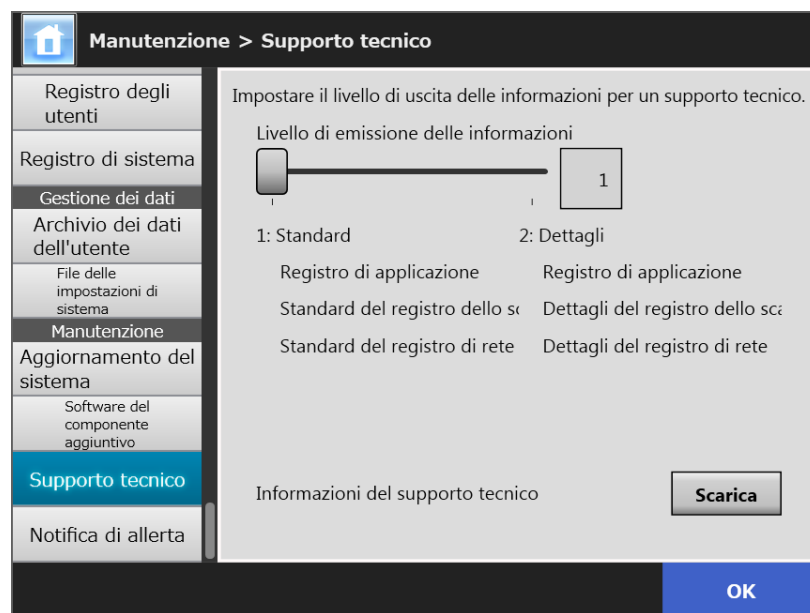 Manutenzione > Supporto tecnico
Registro degli
utenti
Registro di sistema
Gestione dei dati
Archivio dei dati
dell'utente
File delle
impostazioni di
sistema
Manutenzione
Aggiornamento del
sistema
Software del
componente
aggiuntivo
Supporto tecnico
Notifica di allerta
Impostare il livello di uscita delle informazioni per un supporto tecnico.
Livello di emissione delle informazioni
1
1: Standard 2: Dettagli
Registro di applicazione Registro di applicazione
Standard del registro dello sc Dettagli del registro dello sca
Standard del registro di rete Dettagli del registro di rete
Informazioni del supporto tecnico Scarica
OK